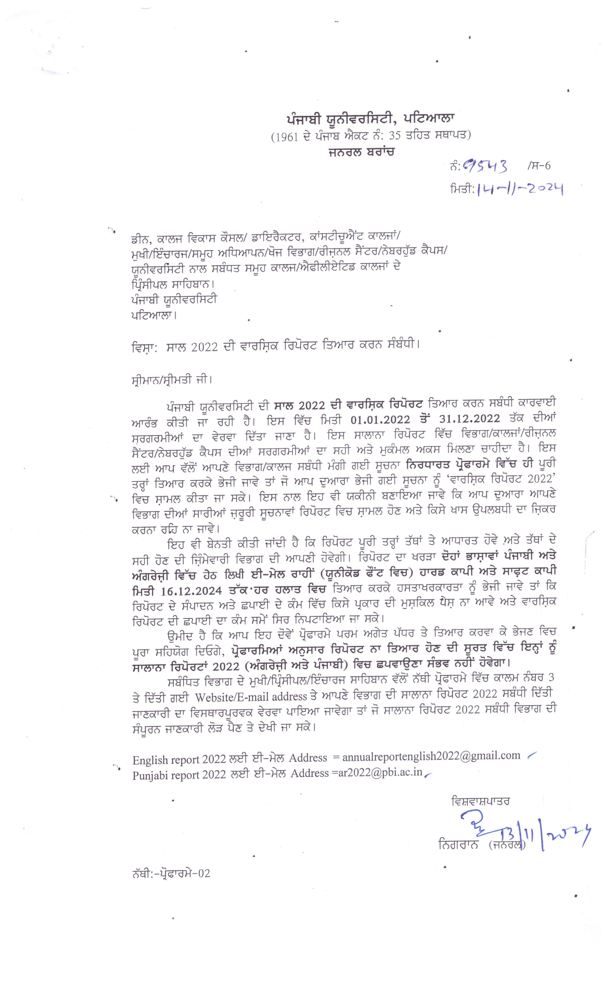 ਪੰਜਾਬੀ ਯੂਨੀਵਰਸਿਟੀ, ਪਟਿਆਲਾ
(1961 ਦੇ ਪੰਜਾਬ ਐਕਟ ਨੰ: 35 ਤਹਿਤ ਸਥਾਪਤ)
ਜਨਰਲ ਬਰਾਂਚ
ਨੰ: 9543 /ਸ-6
ਮਿਤੀ: 14-11-2024
ਡੀਨ, ਕਾਲਜ ਵਿਕਾਸ ਕੌਂਸਲ/ ਡਾਇਰੈਕਟਰ, ਕਾਂਸਟੀਚੂਐਂਟ ਕਾਲਜਾਂ/
ਮੁਖੀ/ਇੰਚਾਰਜ/ਸਮੂਹ ਅਧਿਆਪਨ/ਖੋਜ ਵਿਭਾਗ/ਰੀਜ਼ਨਲ ਸੈਂਟਰ/ਨੇਬਰਹੁੱਡ ਕੈਪਸ/
ਯੂਨੀਵਰਸਿਟੀ ਨਾਲ ਸਬੰਧਤ ਸਮੂਹ ਕਾਲਜ/ਐਫੀਲੀਏਟਿਡ ਕਾਲਜਾਂ ਦੇ
ਪ੍ਰਿੰਸੀਪਲ ਸਾਹਿਬਾਨ।
ਪੰਜਾਬੀ ਯੂਨੀਵਰਸਿਟੀ
ਪਟਿਆਲਾ।
ਵਿਸ਼ਾ: ਸਾਲ 2022 ਦੀ ਵਾਰਸ਼ਿਕ ਰਿਪੋਰਟ ਤਿਆਰ ਕਰਨ ਸੰਬੰਧੀ।
ਸ੍ਰੀਮਾਨ/ਸ੍ਰੀਮਤੀ ਜੀ।
ਪੰਜਾਬੀ ਯੂਨੀਵਰਸਿਟੀ ਦੀ ਸਾਲ 2022 ਦੀ ਵਾਰਸ਼ਿਕ ਰਿਪੋਰਟ ਤਿਆਰ ਕਰਨ ਸਬੰਧੀ ਕਾਰਵਾਈ
ਆਰੰਭ ਕੀਤੀ ਜਾ ਰਹੀ ਹੈ। ਇਸ ਵਿੱਚ ਮਿਤੀ 01.01.2022 ਤੋਂ 31.12.2022 ਤੱਕ ਦੀਆਂ
ਸ਼ਰਗਰਮੀਆਂ ਦਾ ਵੇਰਵਾ ਦਿੱਤਾ ਜਾਣਾ ਹੈ। ਇਸ ਸਾਲਾਨਾ ਰਿਪੋਰਟ ਵਿੱਚ ਵਿਭਾਗ/ਕਾਲਜਾਂ/ਰੀਜ਼ਨਲ
ਸੈਂਟਰ/ਨੇਬਰਹੁੱਡ ਕੈਪਸ ਦੀਆਂ ਸਰਗਰਮੀਆਂ ਦਾ ਸਹੀ ਅਤੇ ਮੁਕੰਮਲ ਅਕਸ ਮਿਲਣਾ ਚਾਹੀਦਾ ਹੈ। ਇਸ
ਲਈ ਆਪ ਵੱਲੋਂ ਆਪਣੇ ਵਿਭਾਗ/ਕਾਲਜ ਸਬੰਧੀ ਮੰਗੀ ਗਈ ਸੂਚਨਾ ਨਿਰਧਾਰਤ ਪ੍ਰੋਫਾਰਮੇ ਵਿੱਚ ਹੀ ਪੂਰੀ
ਤਰ੍ਹਾਂ ਤਿਆਰ ਕਰਕੇ ਭੇਜੀ ਜਾਵੇ ਤਾਂ ਜੋ ਆਪ ਦੁਆਰਾ ਭੇਜੀ ਗਈ ਸੂਚਨਾ ਨੂੰ ‘ਵਾਰਸ਼ਿਕ ਰਿਪੋਰਟ 2022’
ਵਿਚ ਸ਼ਾਮਲ ਕੀਤਾ ਜਾ ਸਕੇ। ਇਸ ਨਾਲ ਇਹ ਵੀ ਯਕੀਨੀ ਬਣਾਇਆ ਜਾਵੇ ਕਿ ਆਪ ਦੁਆਰਾ ਆਪਣੇ
ਵਿਭਾਗ ਦੀਆਂ ਸਾਰੀਆਂ ਜ਼ਰੂਰੀ ਸੂਚਨਾਵਾਂ ਰਿਪੋਰਟ ਵਿਚ ਸ਼ਾਮਲ ਹੋਣ ਅਤੇ ਕਿਸੇ ਖਾਸ ਉਪਲਬਧੀ ਦਾ ਜ਼ਿਕਰ
ਕਰਨਾ ਰਹਿ ਨਾ ਜਾਵੇ।
ਇਹ ਵੀ ਬੇਨਤੀ ਕੀਤੀ ਜਾਂਦੀ ਹੈ ਕਿ ਰਿਪੋਰਟ ਪੂਰੀ ਤਰ੍ਹਾਂ ਤੱਥਾਂ ਤੇ ਆਧਾਰਤ ਹੋਵੇ ਅਤੇ ਤੱਥਾਂ ਦੇ
ਸਹੀ ਹੋਣ ਦੀ ਜ਼ਿੰਮੇਵਾਰੀ ਵਿਭਾਗ ਦੀ ਆਪਣੀ ਹੋਵੇਗੀ। ਰਿਪੋਰਟ ਦਾ ਖਰੜਾ ਦੋਹਾਂ ਭਾਸ਼ਾਵਾਂ ਪੰਜਾਬੀ ਅਤੇ
ਅੰਗਰੇਜ਼ੀ ਵਿੱਚ ਹੇਠ ਲਿਖੀ ਈ-ਮੇਲ ਰਾਹੀਂ (ਯੂਨੀਕੋਡ ਫੌਂਟ ਵਿਚ) ਹਾਰਡ ਕਾਪੀ ਅਤੇ ਸਾਫ਼ਟ ਕਾਪੀ
ਮਿਤੀ 16.12.2024 ਤੱਕ ਹਰ ਹਲਾਤ ਵਿਚ ਤਿਆਰ ਕਰਕੇ ਹਸਤਾਖਰਕਾਰਤਾ ਨੂੰ ਭੇਜੀ ਜਾਵੇ ਤਾਂ ਕਿ
ਰਿਪੋਰਟ ਦੇ ਸੰਪਾਦਨ ਅਤੇ ਛਪਾਈ ਦੇ ਕੰਮ ਵਿੱਚ ਕਿਸੇ ਪ੍ਰਕਾਰ ਦੀ ਮੁਸ਼ਕਿਲ ਪੈਸ਼ ਨਾ ਆਵੇ ਅਤੇ ਵਾਰਸ਼ਿਕ
ਰਿਪੋਰਟ ਦੀ ਛਪਾਈ ਦਾ ਕੰਮ ਸਮੇਂ ਸਿਰ ਨਿਪਟਾਇਆ ਜਾ ਸਕੇ।
ਉਮੀਦ ਹੈ ਕਿ ਆਪ ਇਹ ਦੋਵੇਂ ਪ੍ਰੋਫਾਰਮੇ ਪਰਮ ਅਗੇਤ ਪੱਧਰ ਤੇ ਤਿਆਰ ਕਰਵਾ ਕੇ ਭੇਜਣ ਵਿਚ
ਪੂਰਾ ਸਹਿਯੋਗ ਦਿਓਗੇ, ਪ੍ਰੋਫਾਰਮਿਆਂ ਅਨੁਸਾਰ ਰਿਪੋਰਟ ਨਾ ਤਿਆਰ ਹੋਣ ਦੀ ਸੂਰਤ ਵਿੱਚ ਇਨ੍ਹਾਂ ਨੂੰ
ਸਾਲਾਨਾ ਰਿਪੋਰਟਾਂ 2022 (ਅੰਗਰੇਜ਼ੀ ਅਤੇ ਪੰਜਾਬੀ) ਵਿਚ ਛਪਵਾਉਣਾ ਸੰਭਵ ਨਹੀਂ ਹੋਵੇਗਾ।
ਸਬੰਧਿਤ ਵਿਭਾਗ ਦੇ ਮੁਖੀ/ਪ੍ਰਿੰਸੀਪਲ/ਇੰਚਾਰਜ ਸਾਹਿਬਾਨ ਵੱਲੋਂ ਨੱਥੀ ਪ੍ਰੋਫਾਰਮੇ ਵਿੱਚ ਕਾਲਮ ਨੰਬਰ 3
ਤੇ ਦਿੱਤੀ ਗਈ Website/E-mail address ਤੇ ਆਪਣੇ ਵਿਭਾਗ ਦੀ ਸਾਲਾਨਾ ਰਿਪੋਰਟ 2022 ਸਬੰਧੀ ਦਿੱਤੀ
ਜਾਣਕਾਰੀ ਦਾ ਵਿਸਥਾਰਪੂਰਵਕ ਵੇਰਵਾ ਪਾਇਆ ਜਾਵੇਗਾ ਤਾਂ ਜੋ ਸਾਲਾਨਾ ਰਿਪੋਰਟ 2022 ਸਬੰਧੀ ਵਿਭਾਗ ਦੀ
ਸੰਪੂਰਨ ਜਾਣਕਾਰੀ ਲੋੜ ਪੈਣ ਤੇ ਦੇਖੀ ਜਾ ਸਕੇ।
English report 2022 ਲਈ ਈ-ਮੇਲ Address = annualreportenglish2022@gmail.com
Punjabi report 2022 ਲਈ ਈ-ਮੇਲ Address =ar2022@pbi.ac.in
ਵਿਸ਼ਵਾਸ਼ਪਾਤਰ
13/11/2024
ਨਿਗਰਾਨ (ਜਨਰਲ)
ਨੱਥੀ:-ਪ੍ਰੋਫਾਰਮੇ-02